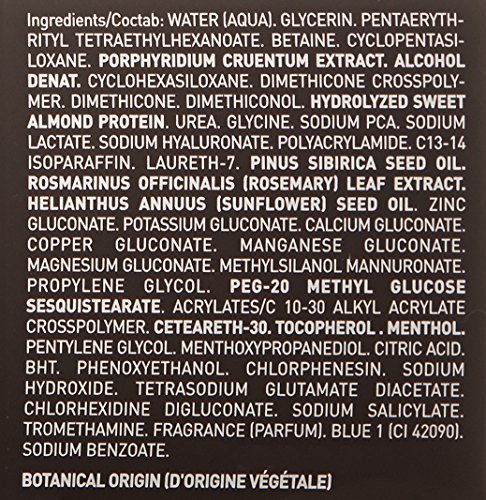 Ingredients/Coctab: WATER (AQUA). GLYCERIN. PENTAERYTH-
RITYL TETRAETHYLHEXANOATE. BETAINE. CYCLOPENTASI-
LOXANE. PORPHYRIDIUM CRUENTUM EXTRACT. ALCOHOL
DENAT. CYCLOHEXASILOXANE. DIMETHICONE CROSSPOLY-
MER. DIMETHICONE. DIMETHICONOL. HYDROLYZED SWEET
ALMOND PROTEIN. UREA. GLYCINE. SODIUM PCA. SODIUM
LACTATE. SODIUM HYALURONATE. POLYACRYLAMIDE. C13-14
ISOPARAFFIN. LAURETH-7. PINUS SIBIRICA SEED OIL.
ROSMARINUS OFFICINALIS (ROSEMARY) LEAF EXTRACT.
HELIANTHUS ANNUUS (SUNFLOWER) SEED OIL. ZINC
GLUCONATE. POTASSIUM GLUCONATE. CALCIUM GLUCONATE.
COPPER GLUCONATE. MANGANESE GLUCONATE.
MAGNESIUM GLUCONATE. METHYLSILANOL MANNURONATE.
PROPYLENE GLYCOL. PEG-20 METHYL GLUCOSE
SESQUISTEARATE. ACRYLATES/C 10-30 ALKYL ACRYLATE
CROSSPOLYMER. CETEARETH-30. TOCOPHEROL . MENTHOL.
PENTYLENE GLYCOL. MENTHOXYPROPANEDIOL. CITRIC ACID.
BHT. PHENOXYETHANOL. CHLORPHENESIN. SODIUM
HYDROXIDE. TETRASODIUM GLUTAMATE DIACETATE.
CHLORHEXIDINE DIGLUCONATE. SODIUM SALICYLATE.
TROMETHAMINE. FRAGRANCE (PARFUM). BLUE 1 (CI 42090).
SODIUM BENZOATE.
BOTANICAL ORIGIN (D'ORIGINE VÉGÉTALE)